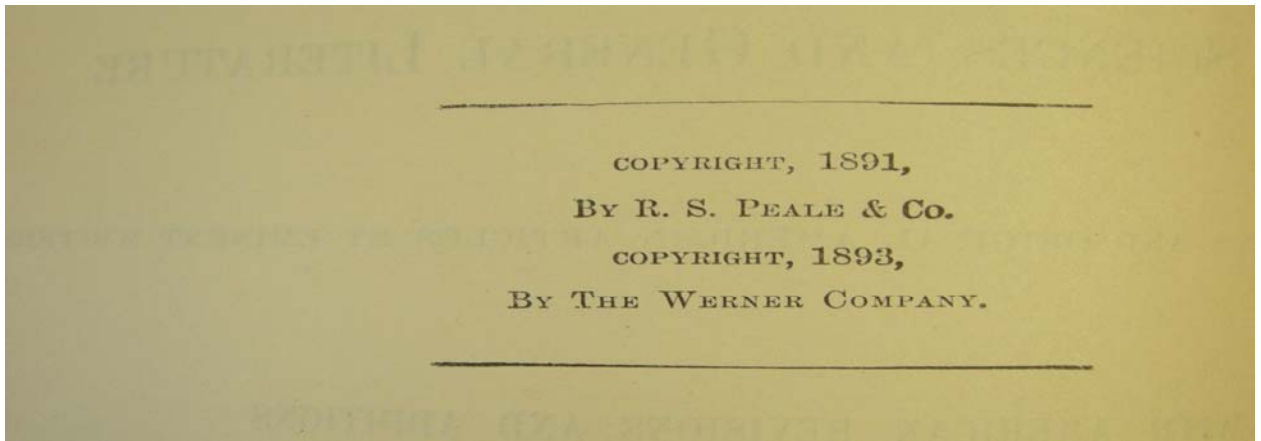 COPYRIGHT, 1891,
BY R. S. PEALE & Co.
COPYRIGHT, 1893,
BY THE WERNER COMPANY.